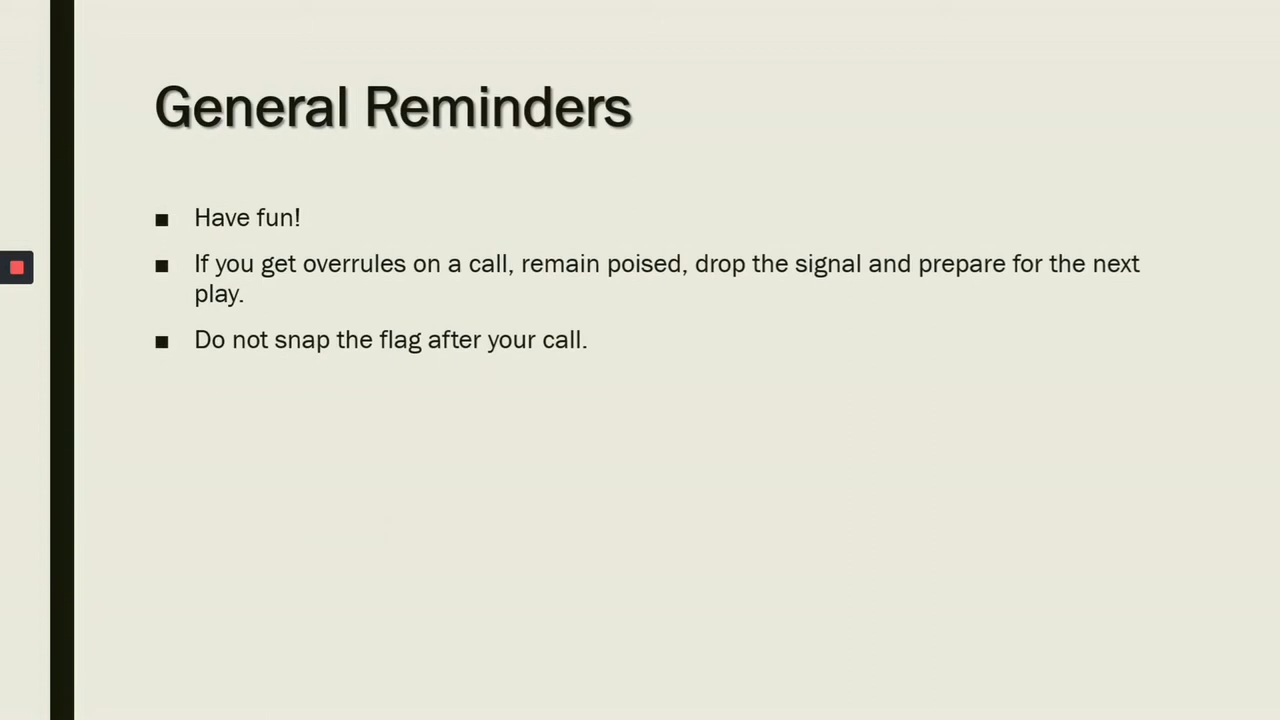 General Reminders
■ Have fun!
■ If you get overrules on a call, remain poised, drop the signal and prepare for the next
play.
■ Do not snap the flag after your call.